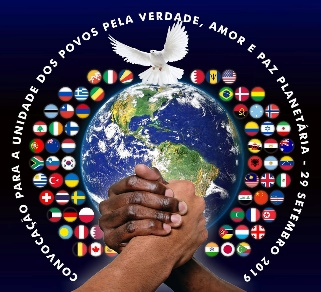 CONVOCAÇÃO PARA A UNIDADE DOS POVOS PELA VERDADE, AMOR E PAZ PLANETÁRIA - 29 SETEMBRO 2019